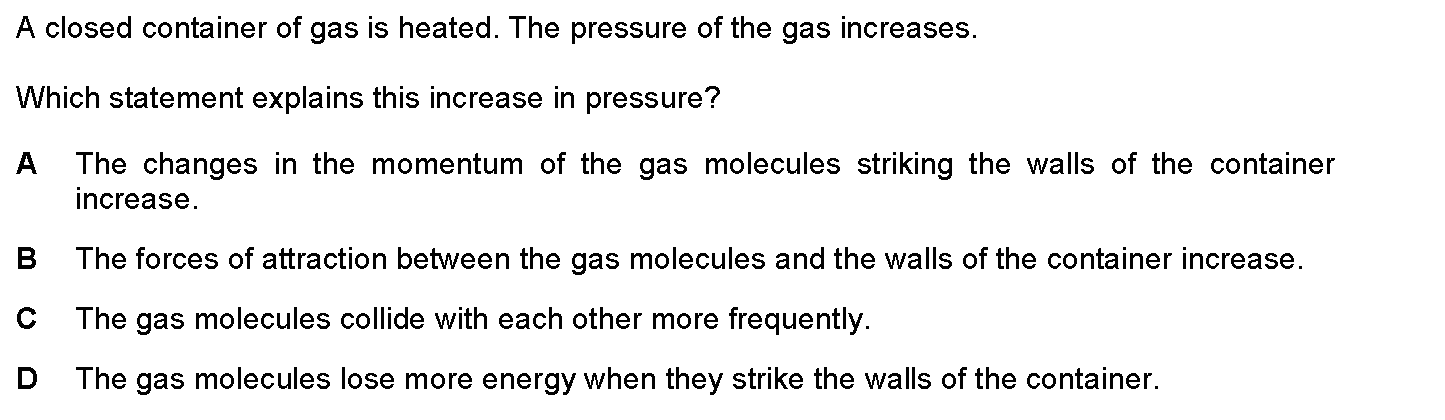 A closed container of gas is heated. The pressure of the gas increases.
Which statement explains this increase in pressure?
A The changes in the momentum of the gas molecules striking the walls of the container
increase.
B The forces of attraction between the gas molecules and the walls of the container increase.
C The gas molecules collide with each other more frequently.
D The gas molecules lose more energy when they strike the walls of the container.